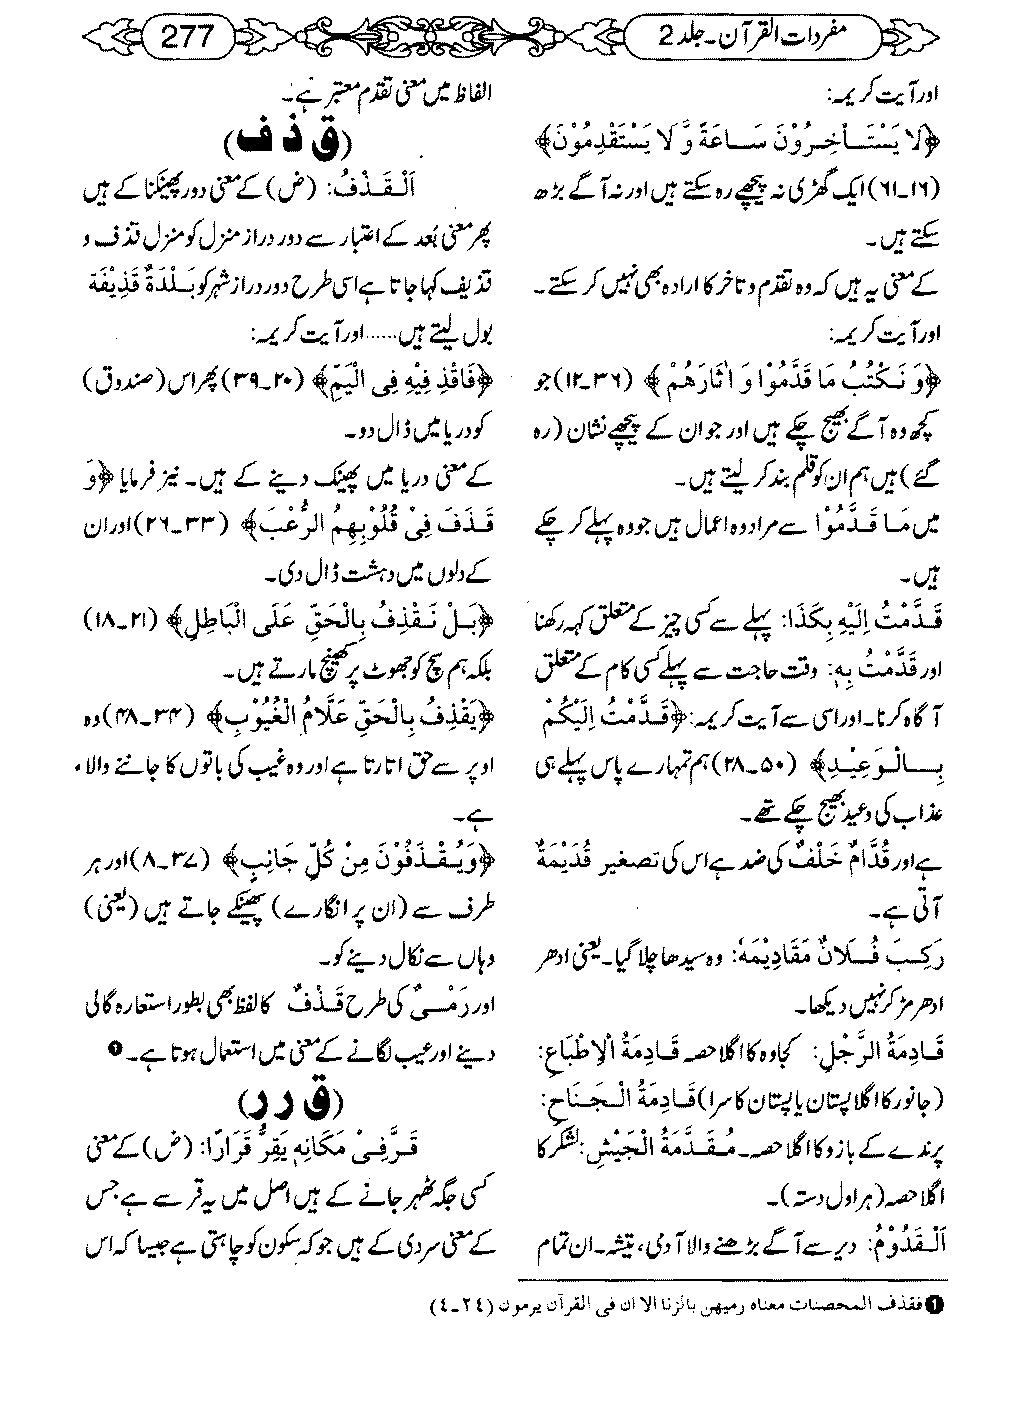 مفردات القرآن۔ جلد 2
277
اور آیت کریمہ:
﴿لَا يَسْتَأْخِرُوْنَ سَاعَةً وَّ لَا يَسْتَقْدِمُوْنَ﴾
(۱۶۔۶۱) ایک گھڑی نہ پیچھے رہ سکتے ہیں اور نہ آگے بڑھ
سکتے ہیں۔
کے معنی یہ ہیں کہ وہ تقدم و تاخر کا ارادہ بھی نہیں کر سکتے۔
اور آیت کریمہ:
﴿وَ نَكْتُبُ مَا قَدَّمُوْا وَ اٰثَارَهُمْ﴾ (۳۶۔۱۲) جو
کچھ وہ آگے بھیج چکے ہیں اور جو ان کے پیچھے نشان (رہ
گئے) ہیں ہم ان کو قلم بند کر لیتے ہیں۔
میں مَا قَدَّمُوْا سے مراد وہ اعمال ہیں جو وہ پہلے کر چکے
ہیں۔
قَدَّمْتُ اِلَيْهِ بِكَذَا: پہلے سے کسی چیز کے متعلق کہہ رکھنا
اور قَدَّمْتُ بِهٖ: وقت حاجت سے پہلے کسی کام کے متعلق
آگاہ کرنا۔ اور اسی سے آیت کریمہ: ﴿قَدَّمْتُ اِلَيْكُمْ
بِالْوَعِيْدِ﴾ (۵۰۔۲۸) ہم تمہارے پاس پہلے ہی
عذاب کی وعید بھیج چکے تھے۔
ہے اور قُدَّامٌ خَلْفٌ کی ضد ہے اس کی تصغیر قُدَيْمَةٌ
آتی ہے۔
رَكِبَ فُلَانٌ مَقَادِيْمَهٗ: وہ سیدھا چلا گیا۔ یعنی ادھر
ادھر مڑ کر نہیں دیکھا۔
قَادِمَةُ الرَّحْلِ: کجاوہ کا اگلا حصہ قَادِمَةُ الْاِطْبَاعِ:
(جانور کا اگلا پستان یا پستان کا سرا) قَادِمَةُ الْجَنَاحِ:
پرندے کے بازو کا اگلا حصہ۔ مُقَدَّمَةُ الْجَيْشِ: لشکر کا
اگلا حصہ (ہراول دستہ)۔
اَلْقَدُوْمُ: دیر سے آگے بڑھنے والا آدمی، تیشہ۔ ان تمام
الفاظ میں معنی تقدم معتبر ہے۔
(ق ذ ف)
اَلْقَذْفُ: (ض) کے معنی دور پھینکنا کے ہیں
پھر معنی بُعد کے اعتبار سے دور دراز منزل کو منزل قذف و
قذیف کہا جاتا ہے اسی طرح دور دراز شہر کو بَلْدَةٌ قَذِيْفَة
بول لیتے ہیں...... اور آیت کریمہ:
﴿فَاقْذِ فِيْهِ فِى الْيَمِّ﴾ (۲۰۔۳۹) پھر اس (صندوق)
کو دریا میں ڈال دو۔
کے معنی دریا میں پھینک دینے کے ہیں۔ نیز فرمایا ﴿وَ
قَذَفَ فِيْ قُلُوْبِهِمُ الرُّعْبَ﴾ (۳۳۔۲۶) اور ان
کے دلوں میں دہشت ڈال دی۔
﴿بَلْ نَقْذِفُ بِالْحَقِّ عَلَى الْبَاطِلِ﴾ (۲۱۔۱۸)
بلکہ ہم سچ کو جھوٹ پر کھینچ مارتے ہیں۔
﴿يَقْذِفُ بِالْحَقِّ عَلَّامُ الْغُيُوْبِ﴾ (۳۴۔۴۸) وہ
اوپر سے حق اتارتا ہے اور وہ غیب کی باتوں کا جاننے والا
ہے۔
﴿وَيُقْذَفُوْنَ مِنْ كُلِّ جَانِبٍ﴾ (۳۷۔۸) اور ہر
طرف سے (ان پر انگارے) پھینکے جاتے ہیں (یعنی)
وہاں سے نکال دینے کو۔
اور رَمْيٌ کی طرح قَذْفٌ کا لفظ بھی بطور استعارہ گالی
دینے اور عیب لگانے کے معنی میں استعمال ہوتا ہے۔❶
(ق ر ر)
قَرَّ فِيْ مَكَانِهٖ يَقِرُّ قَرَارًا: (ض) کے معنی
کسی جگہ ٹھہر جانے کے ہیں اصل میں یہ قر سے ہے جس
کے معنی سردی کے ہیں جو کہ سکون کو چاہتی ہے جیسا کہ اس
❶ فقذف المحصنات معناه رميهن بالزنا الا ان فى القرآن يرمون (٢٤۔٤)